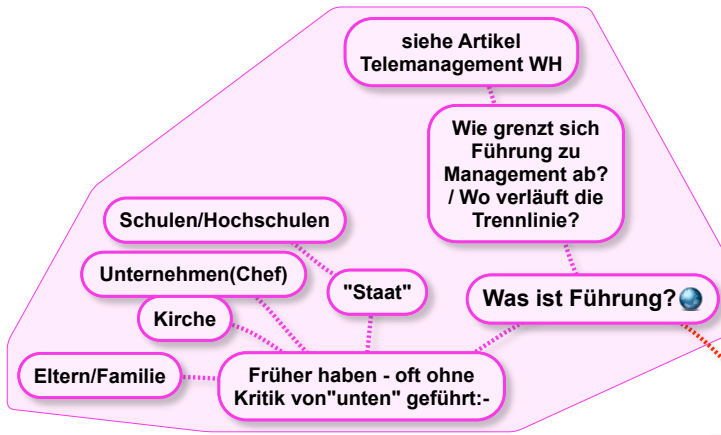 siehe Artikel
Telemanagement WH
Wie grenzt sich
Führung zu
Management ab?
/ Wo verläuft die
Trennlinie?
Schulen/Hochschulen
Unternehmen(Chef)
"Staat"
Was ist Führung?
Kirche
Eltern/Familie
Früher haben - oft ohne
Kritik von"unten" geführt:-